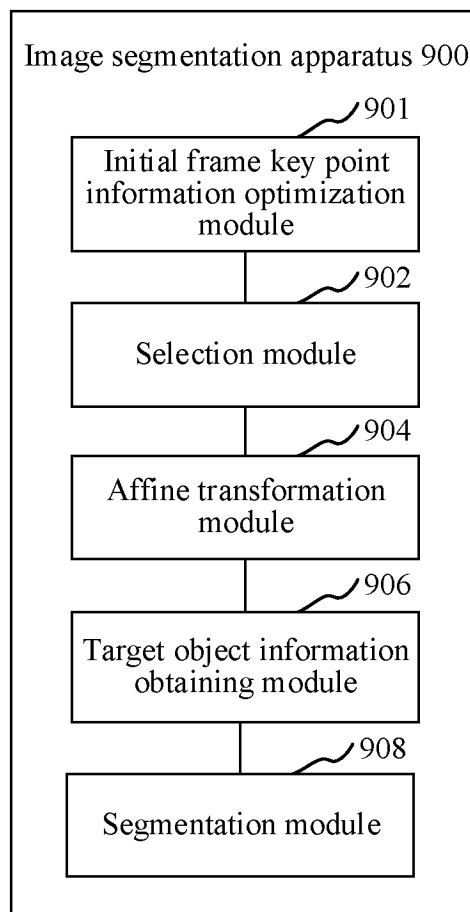 Image segmentation apparatus 900
901
Initial frame key point
information optimization
module
902
Selection module
904
Affine transformation
module
906
Target object information
obtaining module
908
Segmentation module